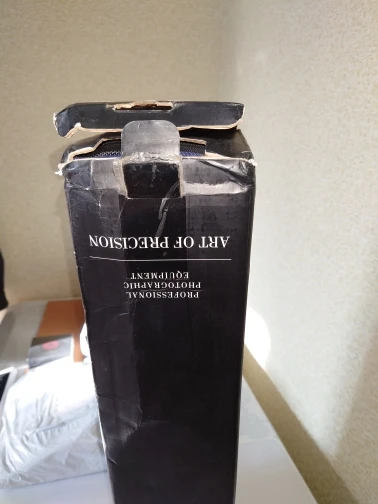 ART OF PRECISION
PROFESSIONAL
PHOTOGRAPHIC
EQUIPMENT